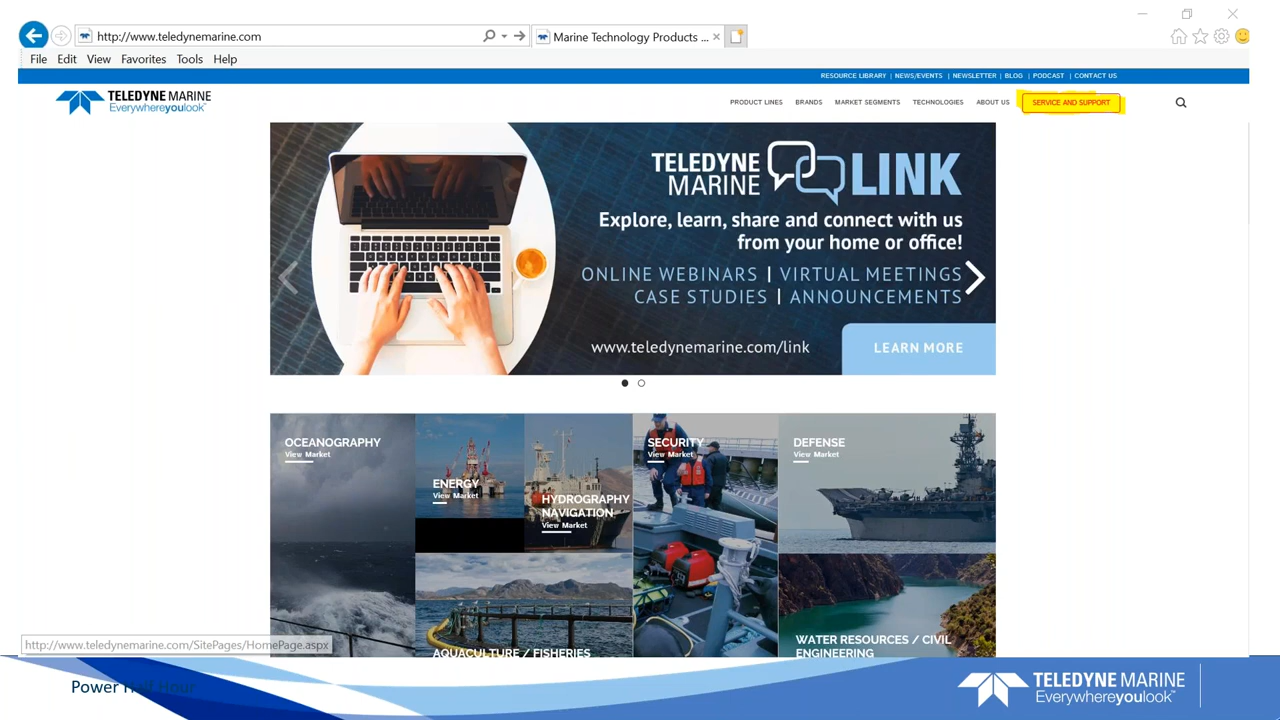 http://www.teledynemarine.com
Marine Technology Products ...
File Edit View Favorites Tools Help
RESOURCE LIBRARY | NEWS/EVENTS | NEWSLETTER | BLOG | PODCAST | CONTACT US
TELEDYNE MARINE
Everywhereyoulook™
PRODUCT LINES BRANDS MARKET SEGMENTS TECHNOLOGIES ABOUT US SERVICE AND SUPPORT
TELEDYNE
MARINE LINK
Explore, learn, share and connect with us
from your home or office!
ONLINE WEBINARS | VIRTUAL MEETINGS
CASE STUDIES | ANNOUNCEMENTS
www.teledynemarine.com/link
LEARN MORE
OCEANOGRAPHY
View Market
ENERGY
View Market
HYDROGRAPHY
NAVIGATION
View Market
SECURITY
View Market
DEFENSE
View Market
AQUACULTURE / FISHERIES
WATER RESOURCES / CIVIL
ENGINEERING
http://www.teledynemarine.com/SitePages/HomePage.aspx
Power Half Hour
TELEDYNE MARINE
Everywhereyoulook™